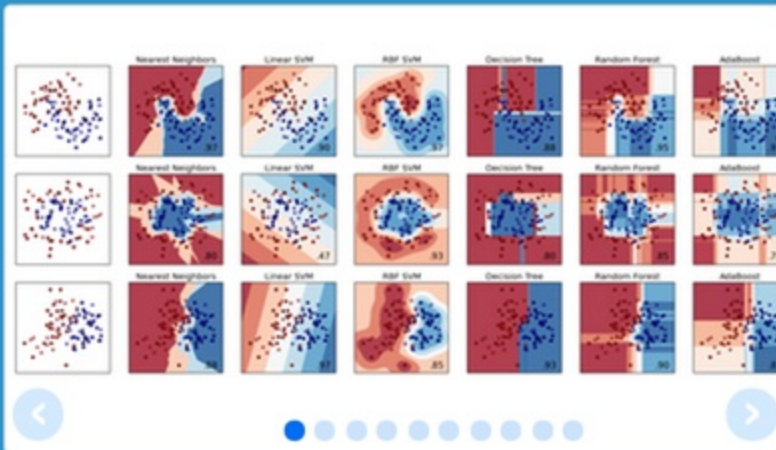 Nearest Neighbors Linear SVM RBF SVM Decision Tree Random Forest AdaBoost
.97 .90 .97 .88 .95
Nearest Neighbors Linear SVM RBF SVM Decision Tree Random Forest AdaBoost
.80 .47 .93 .80 .85 .7
Nearest Neighbors Linear SVM RBF SVM Decision Tree Random Forest AdaBoost
.97 .85 .93 .90